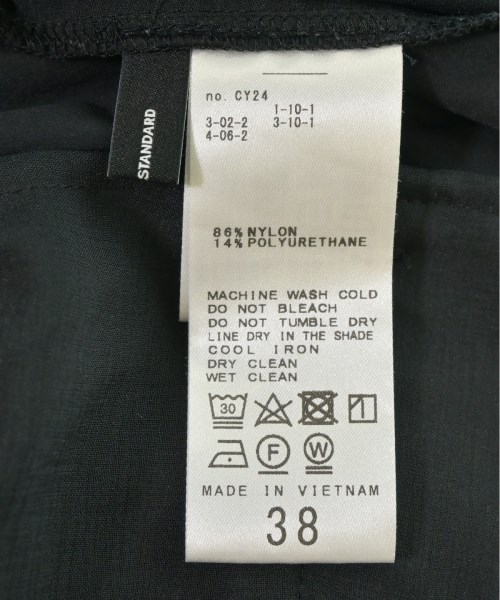 STANDARD
no. CY24
1-10-1
3-02-2 3-10-1
4-06-2
86% NYLON
14% POLYURETHANE
MACHINE WASH COLD
DO NOT BLEACH
DO NOT TUMBLE DRY
LINE DRY IN THE SHADE
COOL IRON
DRY CLEAN
WET CLEAN
30
F W
MADE IN VIETNAM
38